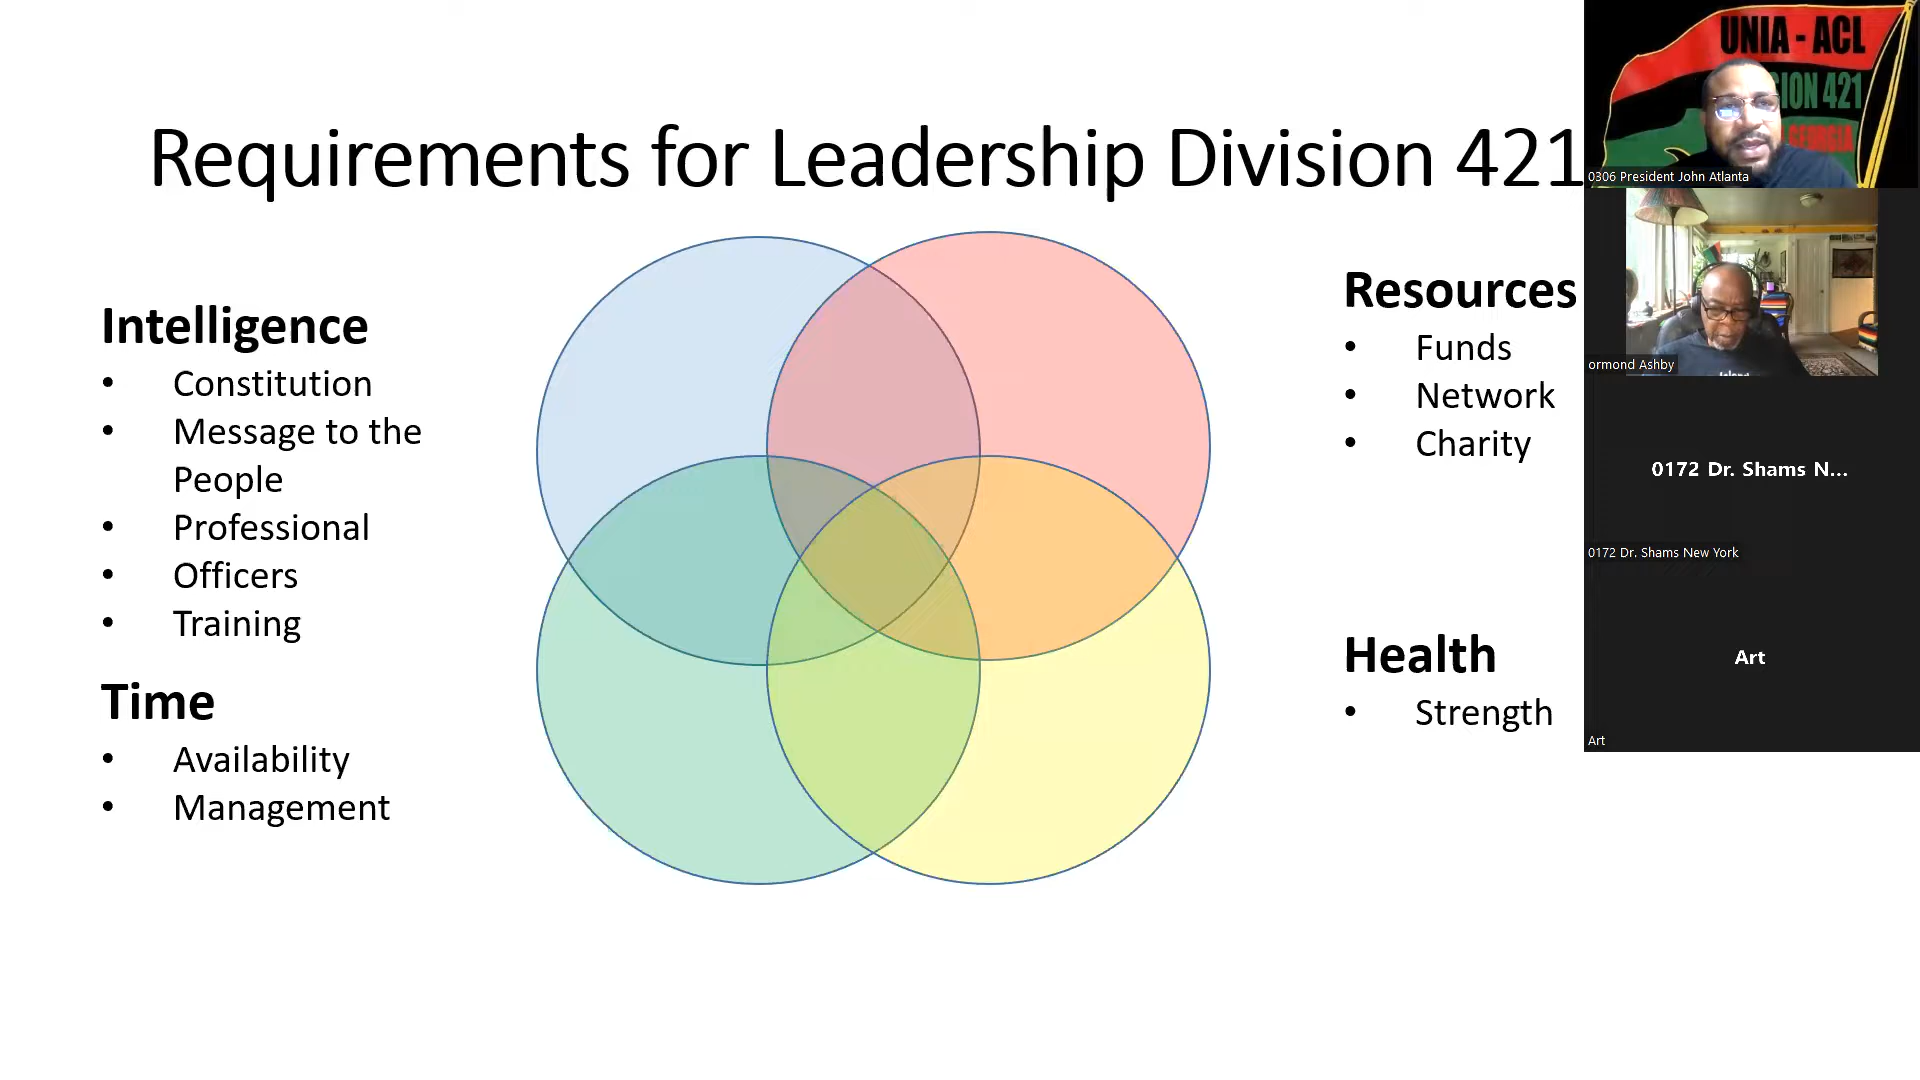 Requirements for Leadership Division 421
Intelligence
• Constitution
• Message to the
People
• Professional
• Officers
• Training
Time
• Availability
• Management
Resources
• Funds
• Network
• Charity
Health
• Strength
UNIA - ACL
ION 421
GEORGIA
0306 President John Atlanta
ormond Ashby
0172 Dr. Shams N...
0172 Dr. Shams New York
Art
Art